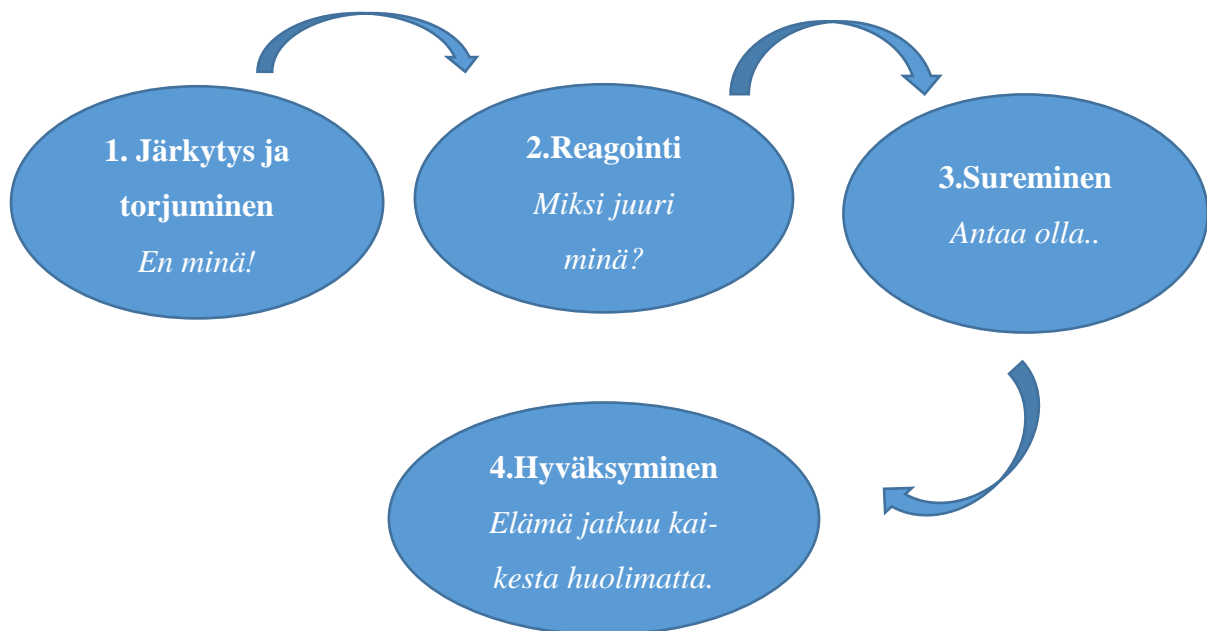 1. Järkytys ja
torjuminen
En minä!
2.Reagointi
Miksi juuri
minä?
3.Sureminen
Antaa olla..
4.Hyväksyminen
Elämä jatkuu kai-
kesta huolimatta.